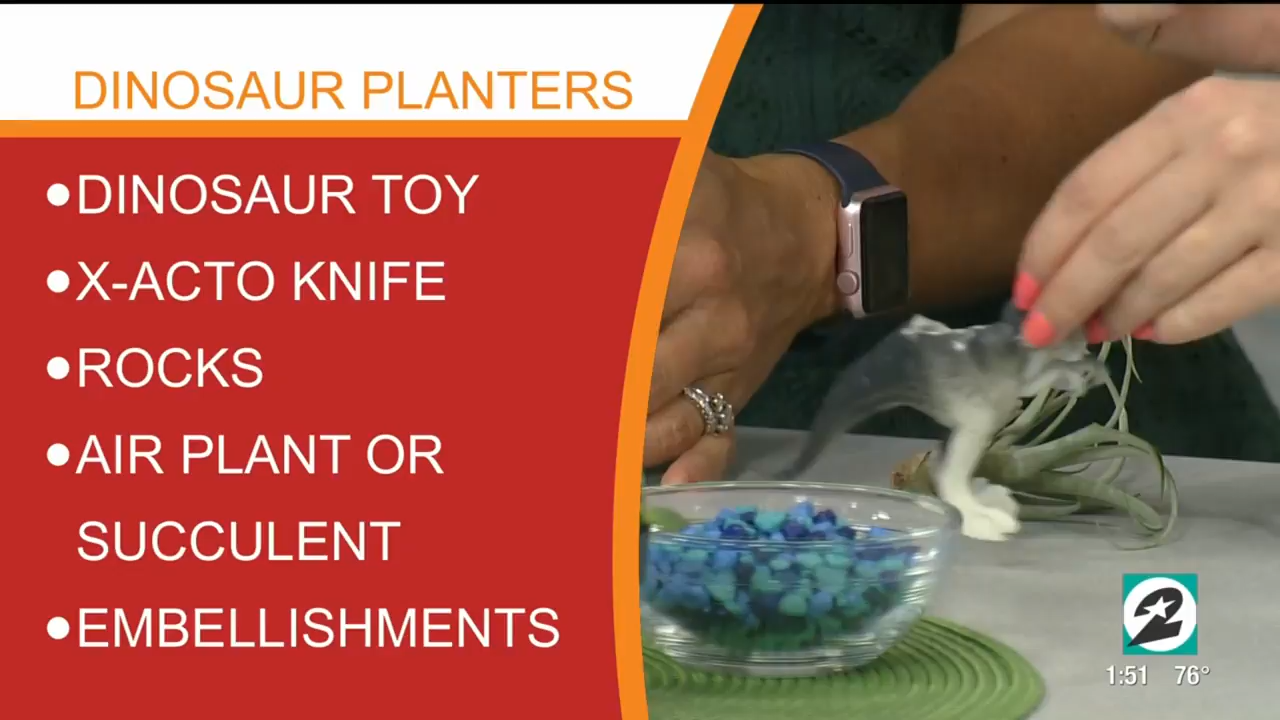 DINOSAUR PLANTERS
●DINOSAUR TOY
●X-ACTO KNIFE
●ROCKS
●AIR PLANT OR
SUCCULENT
●EMBELLISHMENTS
2
1:51 76°